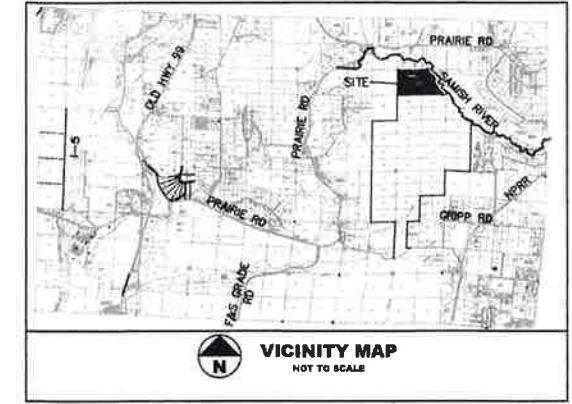 PRAIRIE RD
OLD HWY 99
SITE
SAMISH RIVER
PRAIRIE RD
I-5
PRAIRIE RD
GRIPP RD
NPRR
F&S GRADE RD
N
VICINITY MAP
NOT TO SCALE